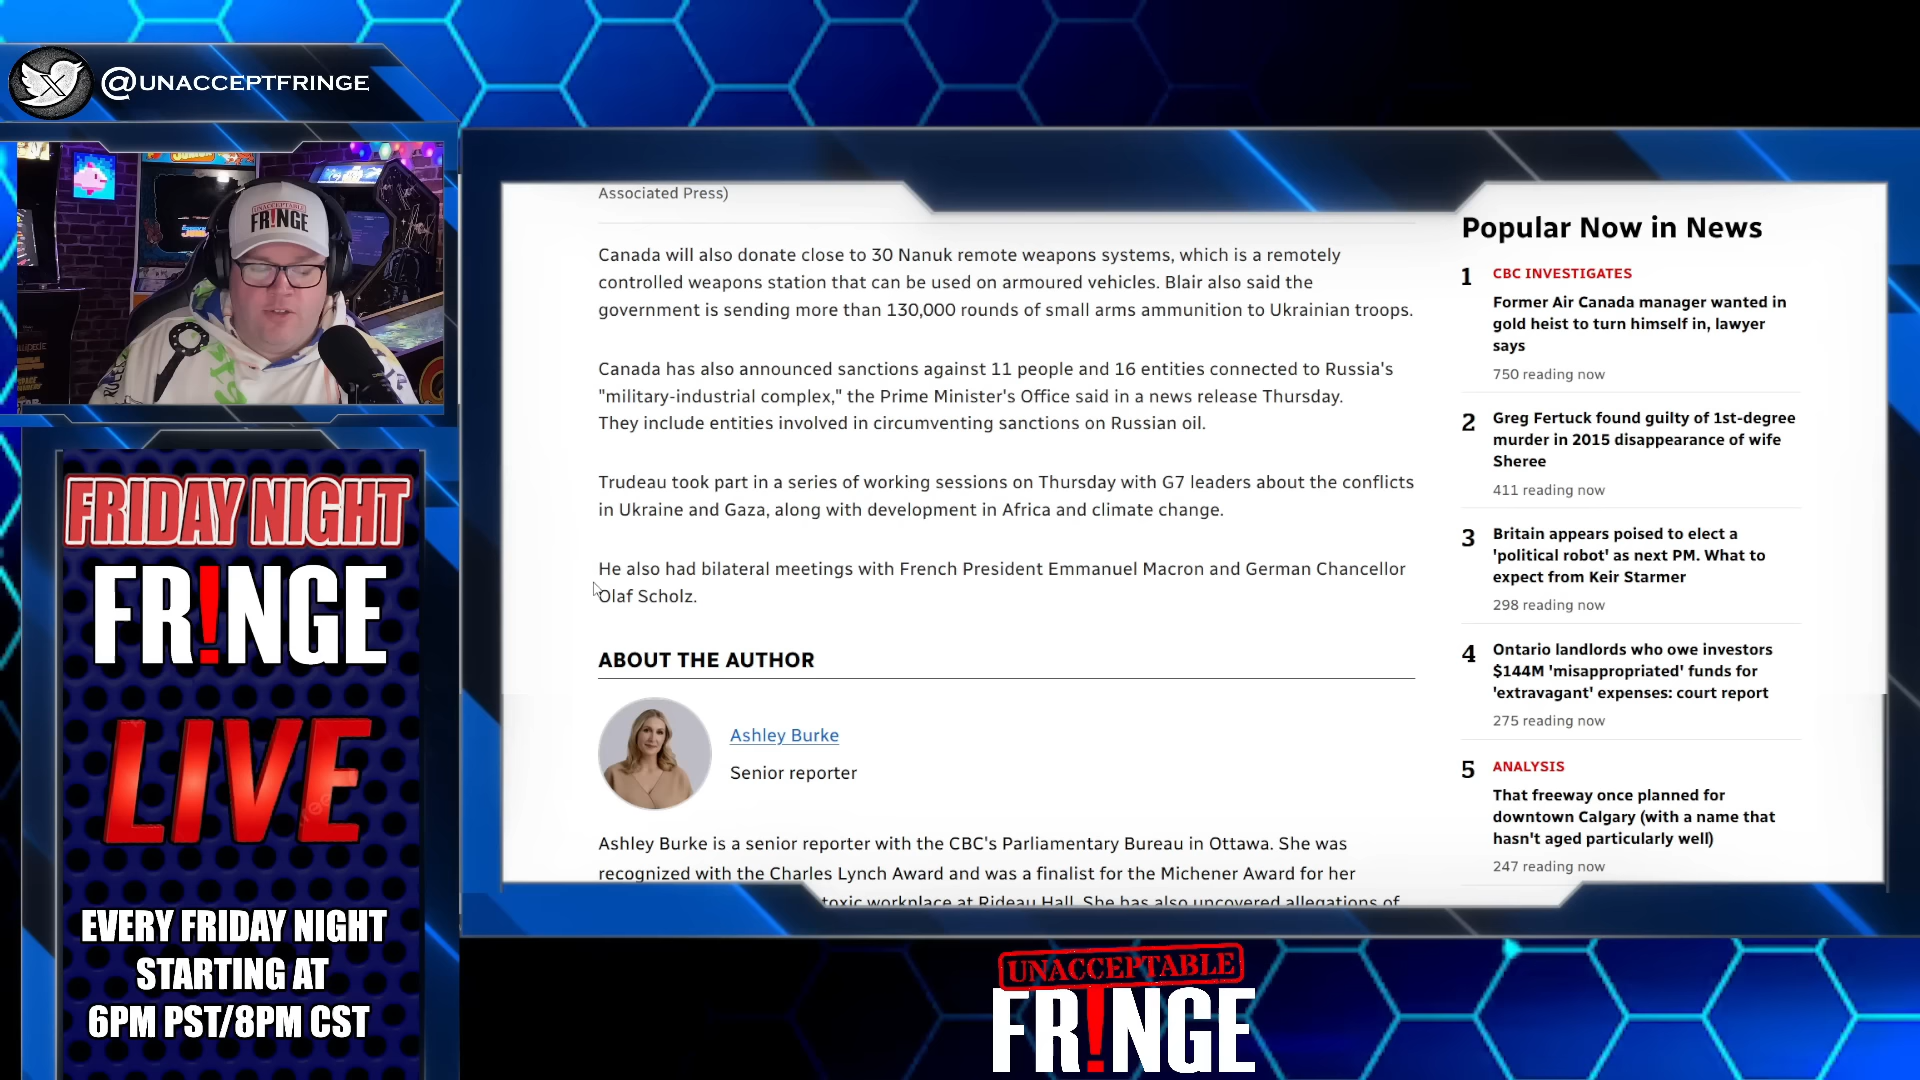 @UNACCEPTFRINGE
UNACCEPTABLE
FR!NGE
FRIDAY NIGHT
FR!NGE
LIVE
EVERY FRIDAY NIGHT
STARTING AT
6PM PST/8PM CST
Associated Press)
Canada will also donate close to 30 Nanuk remote weapons systems, which is a remotely
controlled weapons station that can be used on armoured vehicles. Blair also said the
government is sending more than 130,000 rounds of small arms ammunition to Ukrainian troops.
Canada has also announced sanctions against 11 people and 16 entities connected to Russia's
"military-industrial complex," the Prime Minister's Office said in a news release Thursday.
They include entities involved in circumventing sanctions on Russian oil.
Trudeau took part in a series of working sessions on Thursday with G7 leaders about the conflicts
in Ukraine and Gaza, along with development in Africa and climate change.
He also had bilateral meetings with French President Emmanuel Macron and German Chancellor
Olaf Scholz.
ABOUT THE AUTHOR
Ashley Burke
Senior reporter
Ashley Burke is a senior reporter with the CBC's Parliamentary Bureau in Ottawa. She was
recognized with the Charles Lynch Award and was a finalist for the Michener Award for her
toxic workplace at Rideau Hall. She has also uncovered allegations of
Popular Now in News
1 CBC INVESTIGATES
Former Air Canada manager wanted in
gold heist to turn himself in, lawyer
says
750 reading now
2 Greg Fertuck found guilty of 1st-degree
murder in 2015 disappearance of wife
Sheree
411 reading now
3 Britain appears poised to elect a
'political robot' as next PM. What to
expect from Keir Starmer
298 reading now
4 Ontario landlords who owe investors
$144M 'misappropriated' funds for
'extravagant' expenses: court report
275 reading now
5 ANALYSIS
That freeway once planned for
downtown Calgary (with a name that
hasn't aged particularly well)
247 reading now
UNACCEPTABLE
FR!NGE